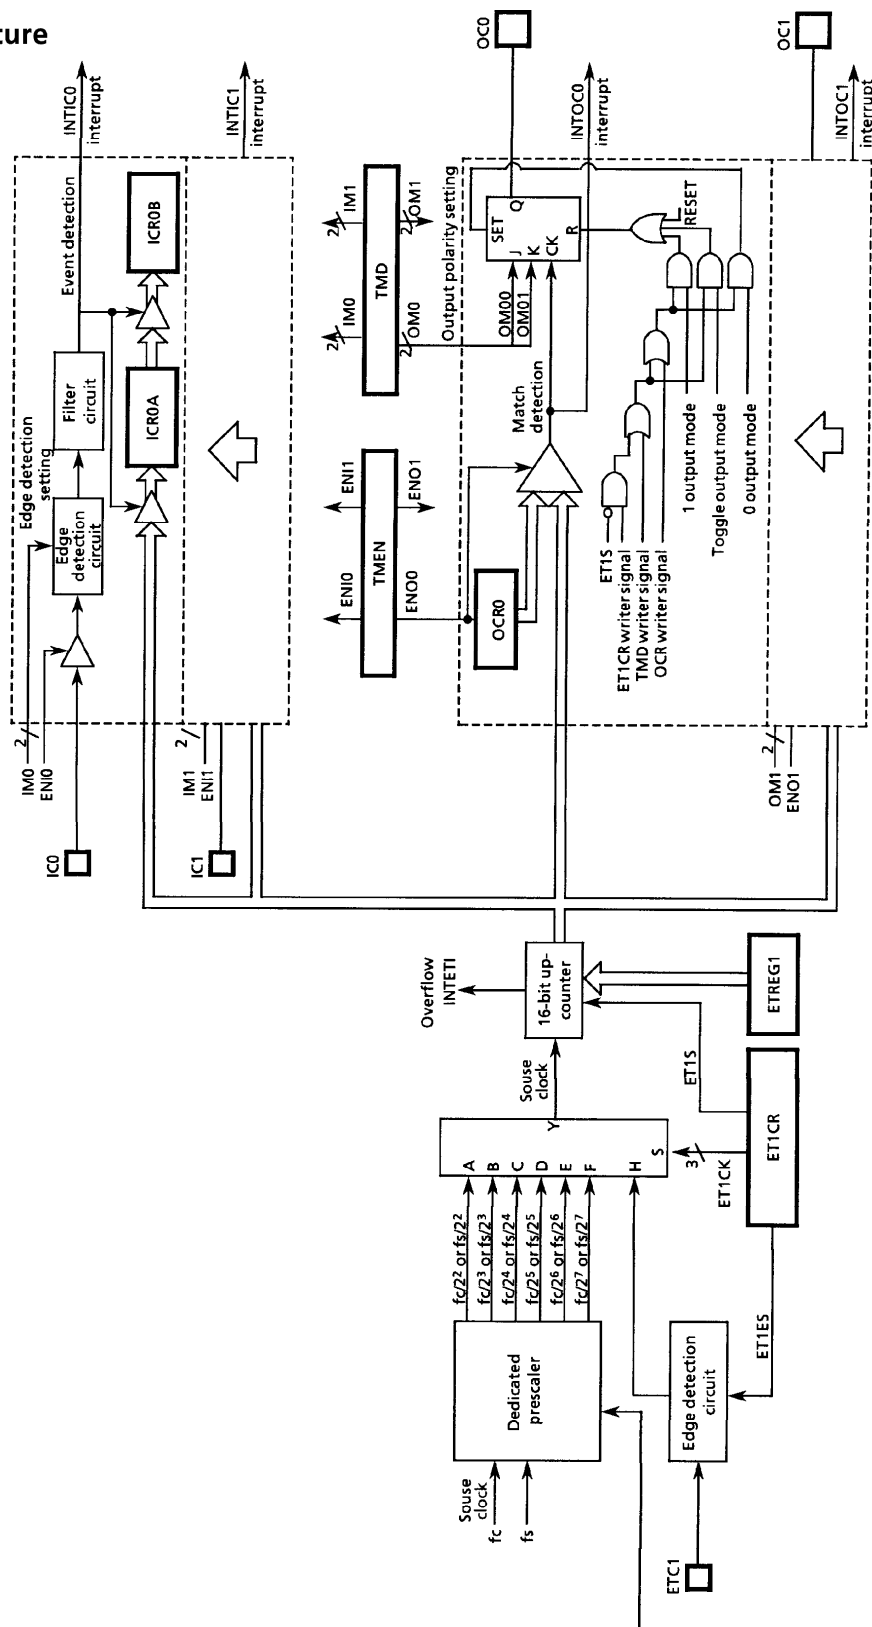 ture
INTIC0
interrupt
INTIC1
interrupt
OC0
INTOC0
interrupt
OC1
INTOC1
interrupt
Event detection
ICR0B
Filter
circuit
ICR0A
Edge detection
setting
Edge
detection
circuit
2
IM0
ENI0
IC0
2
IM1
ENI1
IC1
2
IM0
2
IM1
TMD
2
OM0
2
OM1
Output polarity setting
ENI0
ENI1
TMEN
ENO0
ENO1
SET
Q
J
K
CK
R
OM00
OM01
RESET
Match
detection
OCR0
ET1S
ET1CR writer signal
TMD writer signal
OCR writer signal
1 output mode
Toggle output mode
0 output mode
2
OM1
ENO1
Overflow
INTETI
16-bit up-
counter
ETREG1
Souse
clock
ET1S
Y
A
B
C
D
E
F
H
S
3
ET1CK
ET1CR
fc/2² or fs/2²
fc/2³ or fs/2³
fc/2⁴ or fs/2⁴
fc/2⁵ or fs/2⁵
fc/2⁶ or fs/2⁶
fc/2⁷ or fs/2⁷
ET1ES
Dedicated
prescaler
Edge detection
circuit
Souse
clock
fc
fs
ETC1